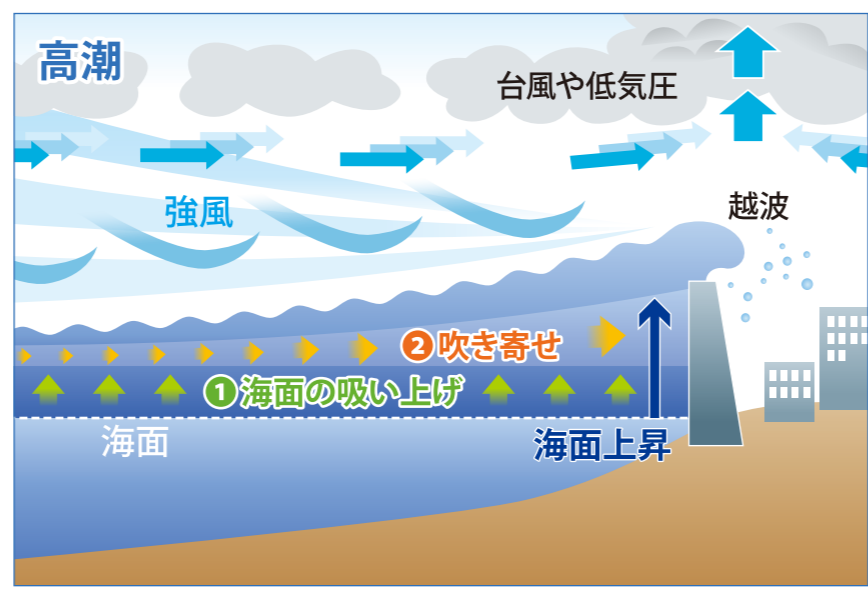 高潮
台風や低気圧
強風
越波
❷吹き寄せ
❶海面の吸い上げ
海面
海面上昇